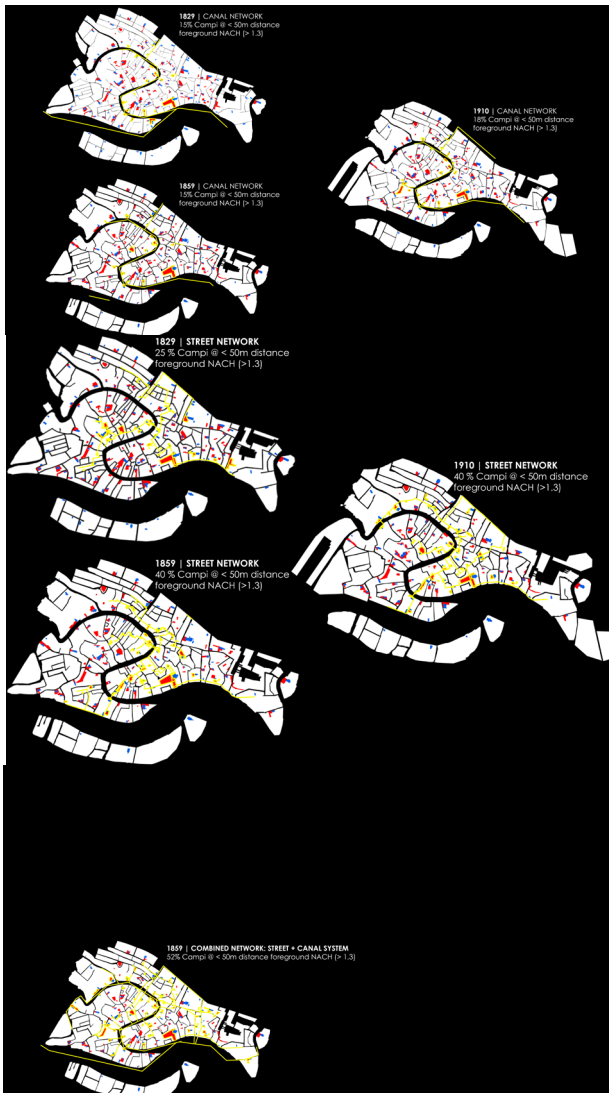 1829 | CANAL NETWORK
15% Campi @ < 50m distance
foreground NACH (> 1.3)
1910 | CANAL NETWORK
18% Campi @ < 50m distance
foreground NACH (> 1.3)
1859 | CANAL NETWORK
15% Campi @ < 50m distance
foreground NACH (> 1.3)
1829 | STREET NETWORK
25 % Campi @ < 50m distance
foreground NACH (>1.3)
1910 | STREET NETWORK
40 % Campi @ < 50m distance
foreground NACH (>1.3)
1859 | STREET NETWORK
40 % Campi @ < 50m distance
foreground NACH (>1.3)
1859 | COMBINED NETWORK: STREET + CANAL SYSTEM
52% Campi @ < 50m distance foreground NACH (> 1.3)